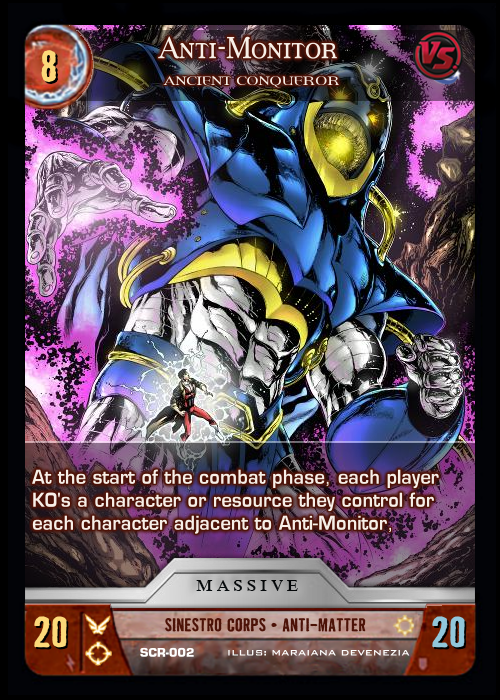 8
Anti-Monitor
VS
ANCIENT CONQUEROR
At the start of the combat phase, each player
KO's a character or resource they control for
each character adjacent to Anti-Monitor,
MASSIVE
20
SINESTRO CORPS • ANTI-MATTER
20
SCR-002
ILLUS: MARAIANA DEVENEZIA